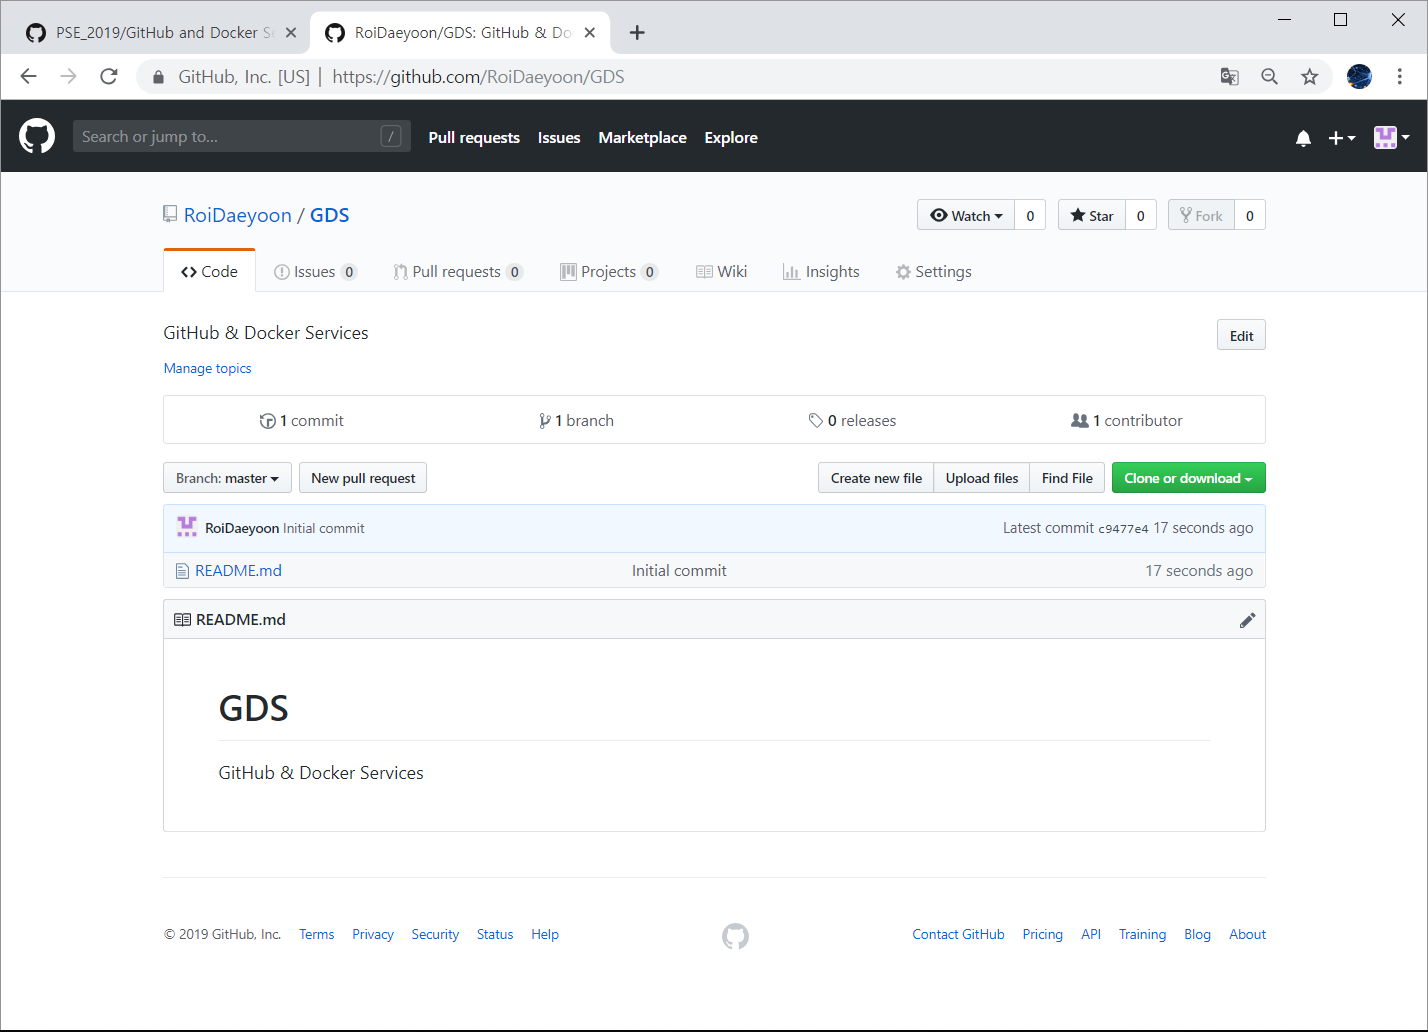 PSE_2019/GitHub and Docker Se
RoiDaeyoon/GDS: GitHub & Do
GitHub, Inc. [US] | https://github.com/RoiDaeyoon/GDS
Search or jump to... / Pull requests Issues Marketplace Explore
RoiDaeyoon / GDS Watch 0 Star 0 Fork 0
Code Issues 0 Pull requests 0 Projects 0 Wiki Insights Settings
GitHub & Docker Services Edit
Manage topics
1 commit 1 branch 0 releases 1 contributor
Branch: master New pull request Create new file Upload files Find File Clone or download
RoiDaeyoon Initial commit Latest commit c9477e4 17 seconds ago
README.md Initial commit 17 seconds ago
README.md
GDS
GitHub & Docker Services
© 2019 GitHub, Inc. Terms Privacy Security Status Help Contact GitHub Pricing API Training Blog About